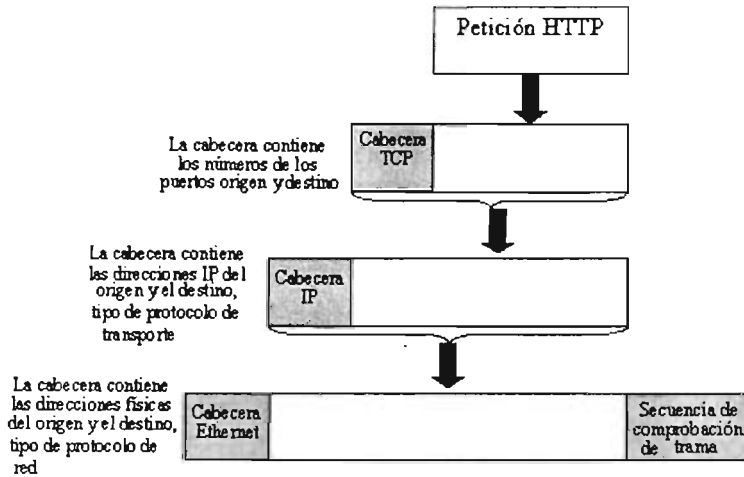 Petición HTTP
La cabecera contiene
los números de los
puertos origen y destino
Cabecera
TCP
La cabecera contiene
las direcciones IP del
origen y el destino,
tipo de protocolo de
transporte
Cabecera
IP
La cabecera contiene
las direcciones físicas
del origen y el destino,
tipo de protocolo de
red
Cabecera
Ethernet
Secuencia de
comprobación
de trama